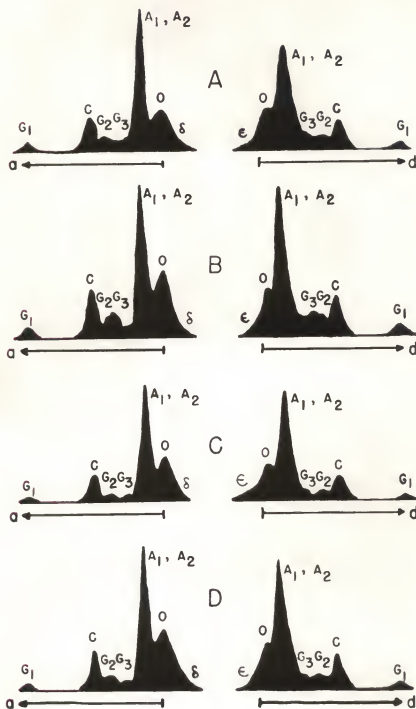 A₁, A₂
A₁, A₂
A
O
O
C
G₂G₃
G₃G₂
C
G₁
δ
ε
G₁
a
d
A₁, A₂
A₁, A₂
B
O
O
C
G₂G₃
G₃G₂
C
G₁
δ
ε
G₁
a
d
A₁, A₂
A₁, A₂
C
O
O
C
G₂G₃
G₃G₂
C
G₁
δ
ε
G₁
a
d
A₁, A₂
A₁, A₂
D
O
O
C
G₂G₃
G₃G₂
C
G₁
δ
ε
G₁
a
d